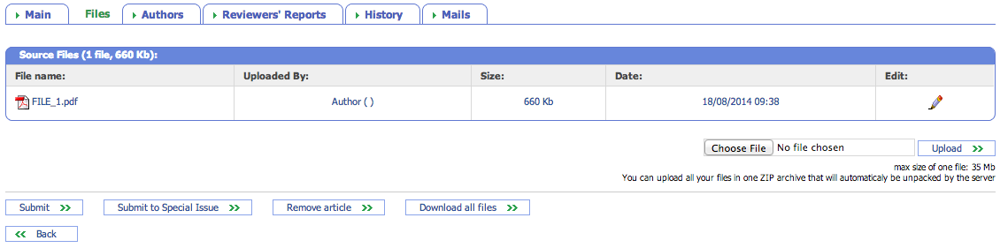 Main Files Authors Reviewers' Reports History Mails
Source Files (1 file, 660 Kb):
File name: Uploaded By: Size: Date: Edit:
FILE_1.pdf Author ( ) 660 Kb 18/08/2014 09:38
Choose File No file chosen Upload
max size of one file: 35 Mb
You can upload all your files in one ZIP archive that will automaticaly be unpacked by the server
Submit Submit to Special Issue Remove article Download all files
Back